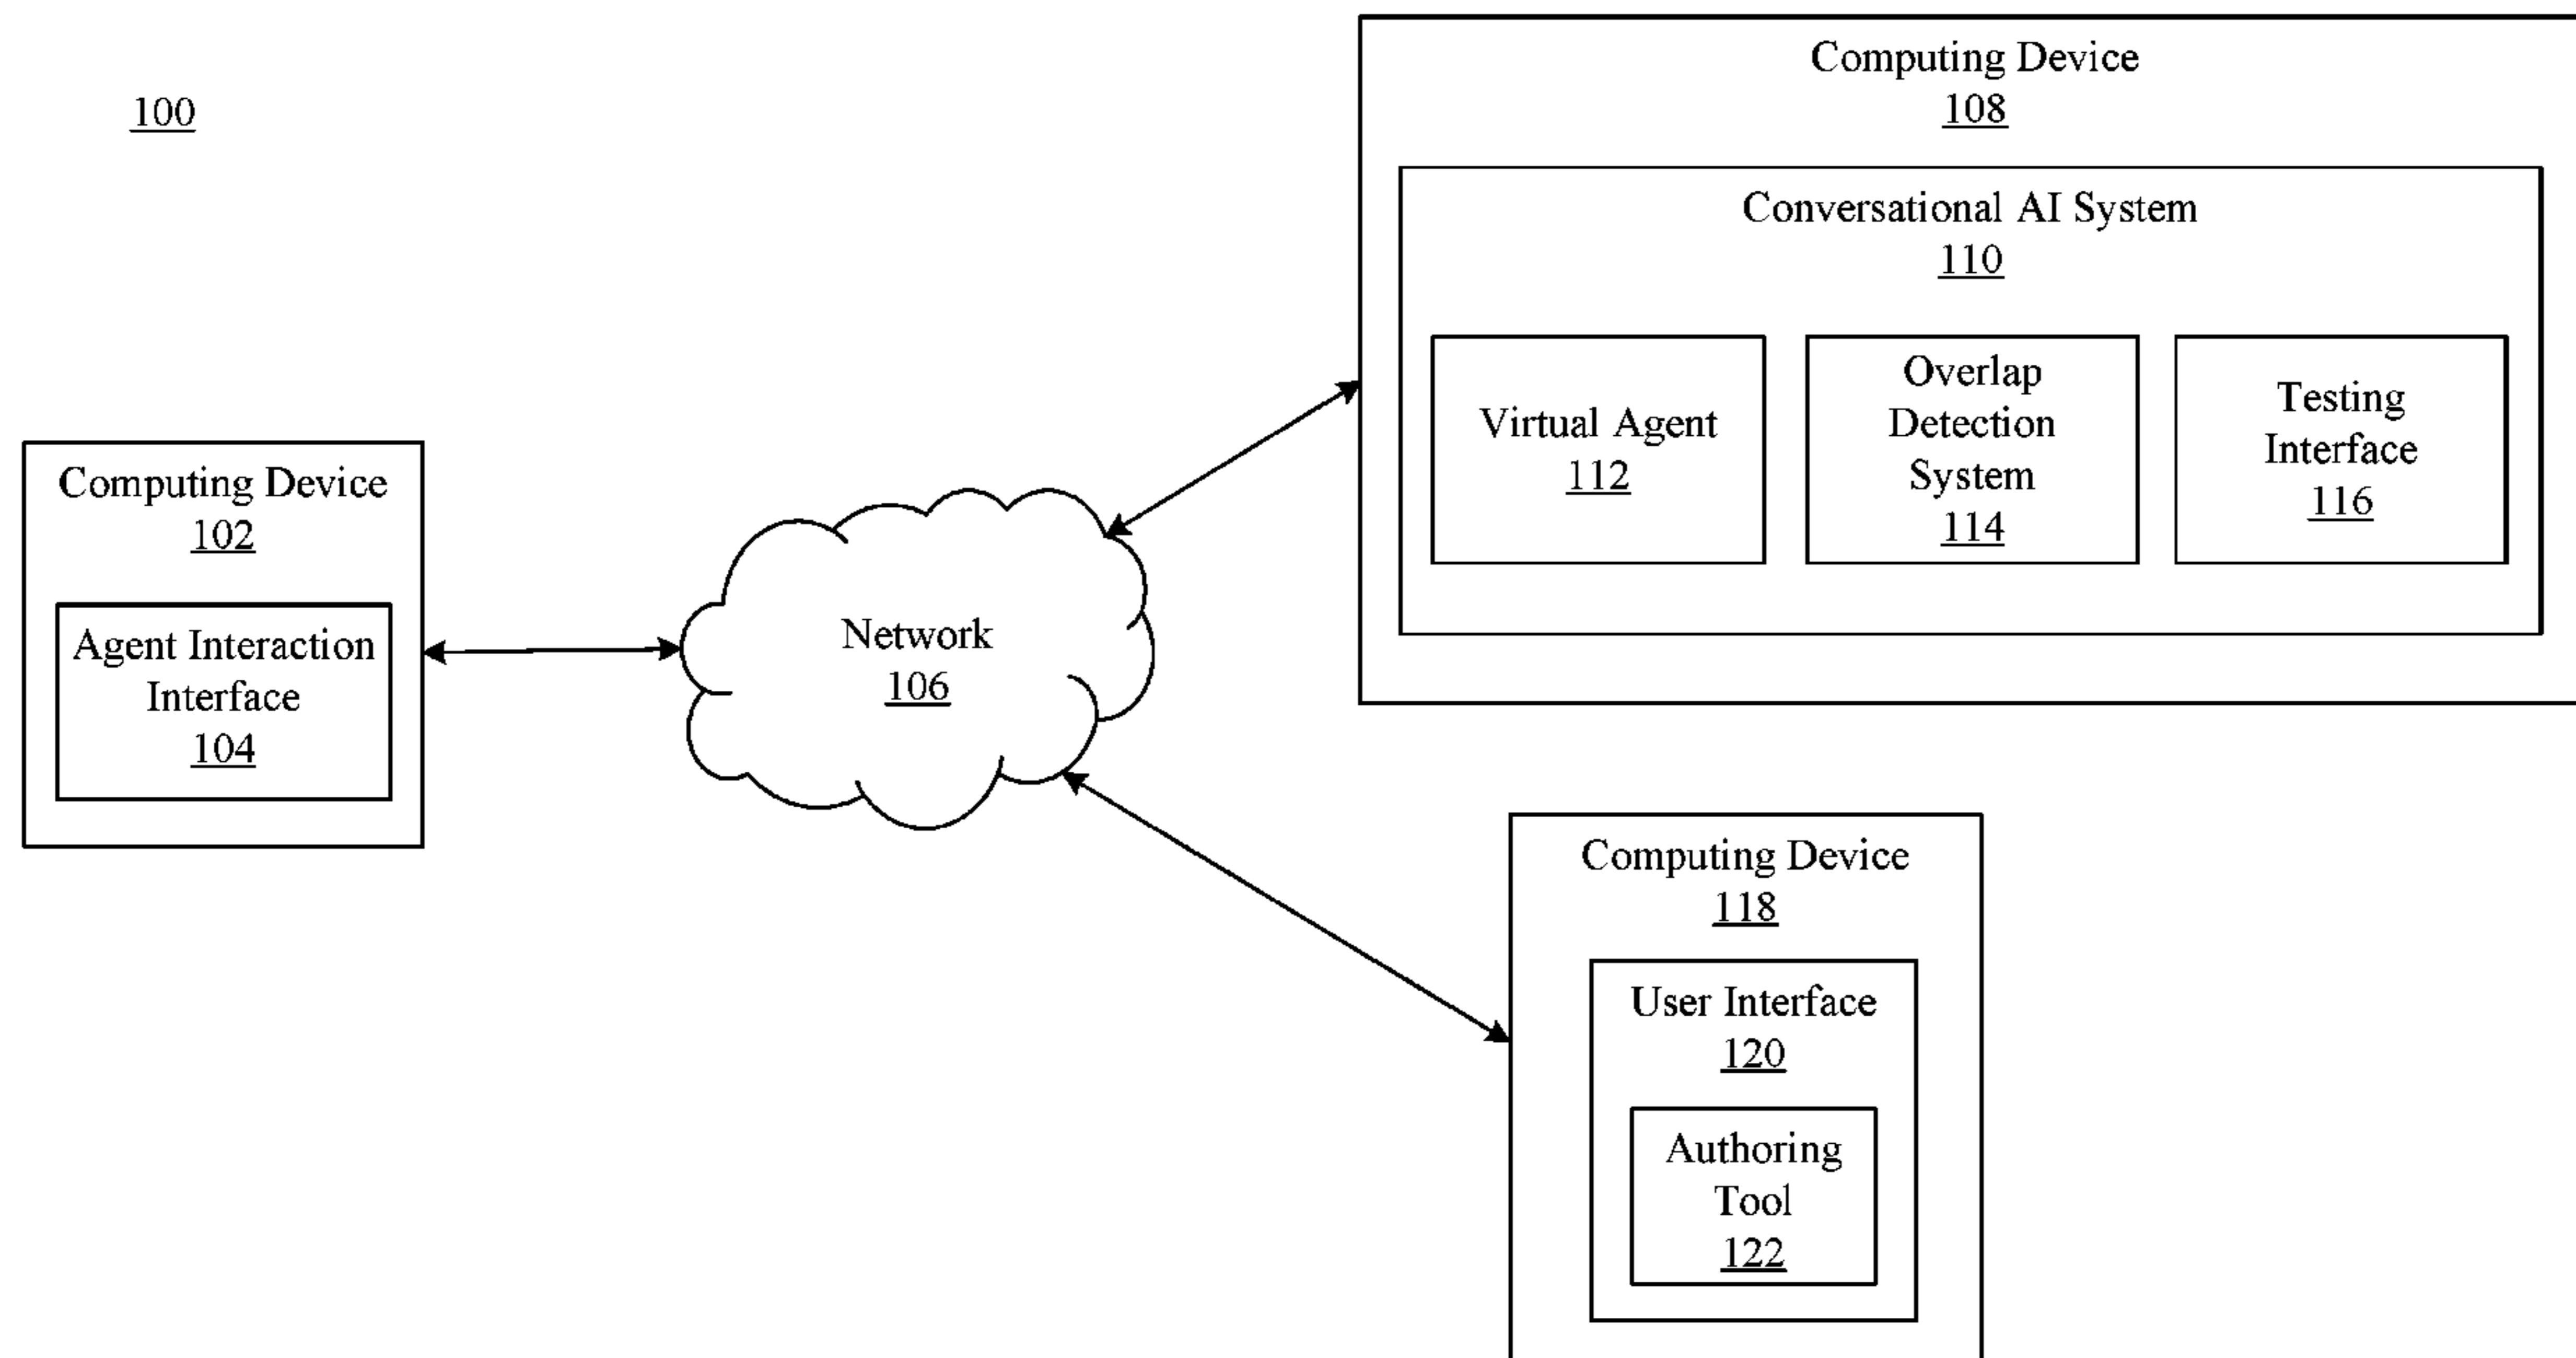 100
Computing Device
108
Conversational AI System
110
Virtual Agent
112
Overlap
Detection
System
114
Testing
Interface
116
Computing Device
102
Agent Interaction
Interface
104
Network
106
Computing Device
118
User Interface
120
Authoring
Tool
122